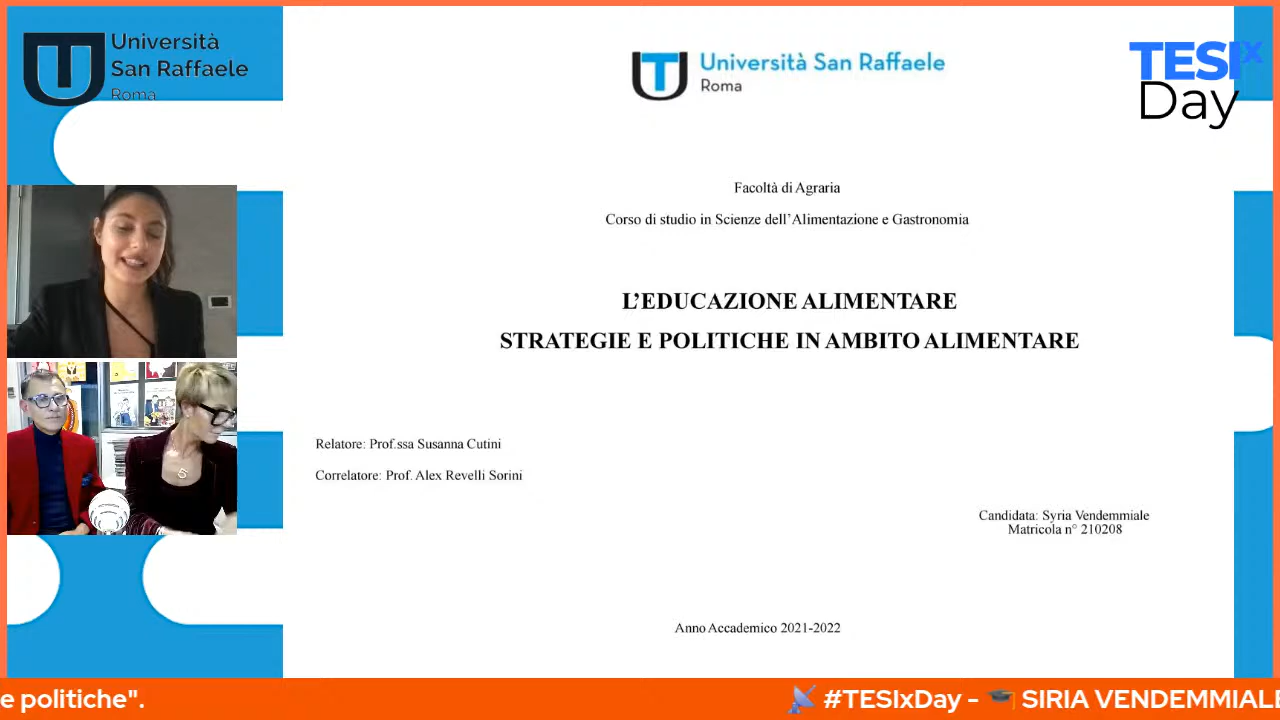 Università
San Raffaele
Roma
Università San Raffaele
Roma
TESIx
Day
Facoltà di Agraria
Corso di studio in Scienze dell’Alimentazione e Gastronomia
L’EDUCAZIONE ALIMENTARE
STRATEGIE E POLITICHE IN AMBITO ALIMENTARE
Relatore: Prof.ssa Susanna Cutini
Correlatore: Prof. Alex Revelli Sorini
Candidata: Syria Vendemmiale
Matricola n° 210208
Anno Accademico 2021-2022
e politiche". #TESIxDay - SIRIA VENDEMMIALE